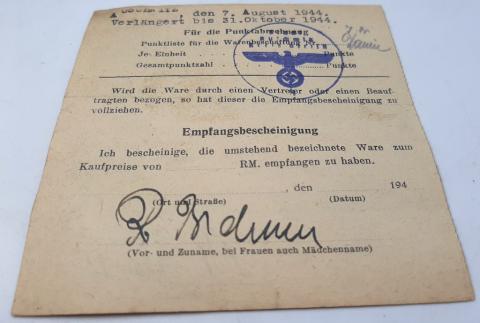 den 7. August 1944.
Verlängert bis 31.Oktober 1944.
Für die Punktabrechnung
Punktliste für die Warenbeschaffung
Je: Einheit Punkte
Gesamtpunktzahl Punkte
Wird die Ware durch einen Vertreter oder einen Beauf-
tragten bezogen, so hat dieser die Empfangsbescheinigung zu
vollziehen.
Empfangsbescheinigung
Ich bescheinige, die umstehend bezeichnete Ware zum
Kaufpreise von RM. empfangen zu haben.
, den 194
(Ort und Straße) (Datum)
(Vor- und Zuname, bei Frauen auch Mädchenname)